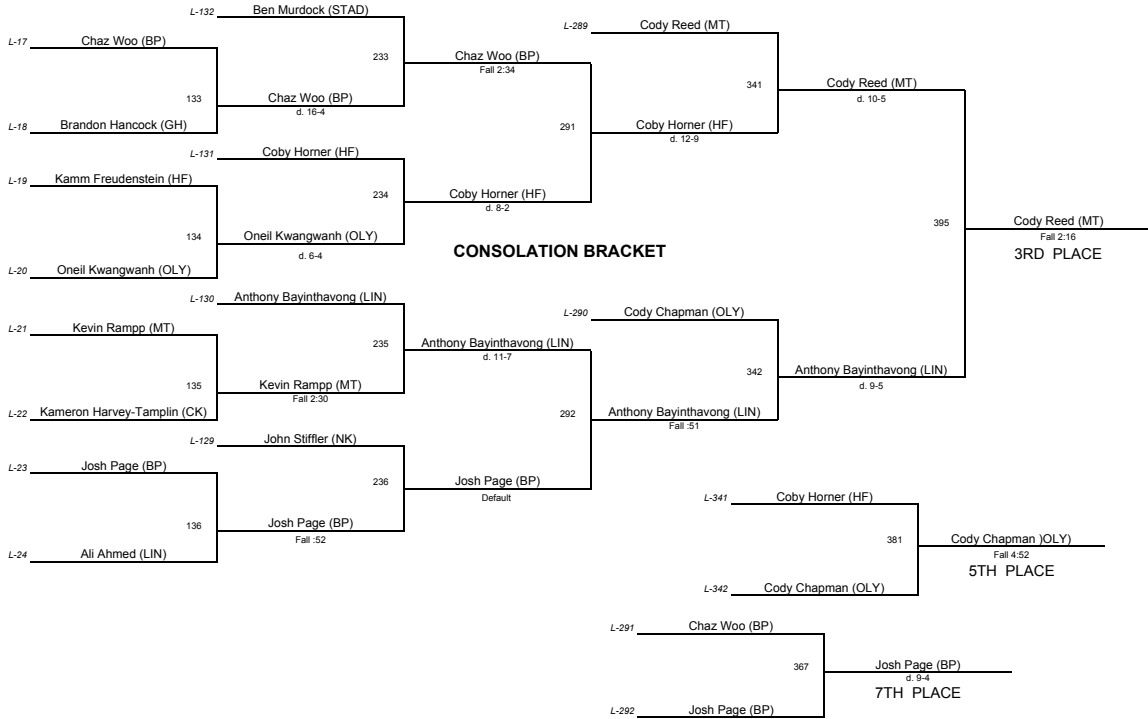 L-132 Ben Murdock (STAD)
L-289 Cody Reed (MT)
L-17 Chaz Woo (BP)
233 Chaz Woo (BP)
Fall 2:34
341 Cody Reed (MT)
d. 10-5
133 Chaz Woo (BP)
d. 16-4
L-18 Brandon Hancock (GH)
291 Coby Horner (HF)
d. 12-9
L-131 Coby Horner (HF)
L-19 Kamm Freudenstein (HF)
234 Coby Horner (HF)
d. 8-2
134 Oneil Kwangwanh (OLY)
d. 6-4
395 Cody Reed (MT)
Fall 2:16
3RD PLACE
CONSOLATION BRACKET
L-20 Oneil Kwangwanh (OLY)
L-130 Anthony Bayinthavong (LIN)
L-290 Cody Chapman (OLY)
L-21 Kevin Rampp (MT)
235 Anthony Bayinthavong (LIN)
d. 11-7
342 Anthony Bayinthavong (LIN)
d. 9-5
135 Kevin Rampp (MT)
Fall 2:30
L-22 Kameron Harvey-Tamplin (CK)
292 Anthony Bayinthavong (LIN)
Fall :51
L-129 John Stiffler (NK)
L-23 Josh Page (BP)
236 Josh Page (BP)
Default
136 Josh Page (BP)
Fall :52
L-24 Ali Ahmed (LIN)
L-341 Coby Horner (HF)
381 Cody Chapman )OLY)
Fall 4:52
5TH PLACE
L-342 Cody Chapman (OLY)
L-291 Chaz Woo (BP)
367 Josh Page (BP)
d. 9-4
7TH PLACE
L-292 Josh Page (BP)